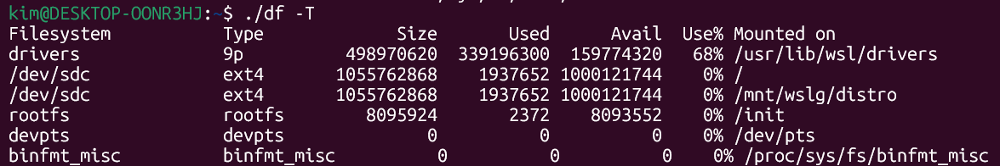 kim@DESKTOP-OONR3HJ:~$ ./df -T
Filesystem Type Size Used Avail Use% Mounted on
drivers 9p 498970620 339196300 159774320 68% /usr/lib/wsl/drivers
/dev/sdc ext4 1055762868 1937652 1000121744 0% /
/dev/sdc ext4 1055762868 1937652 1000121744 0% /mnt/wslg/distro
rootfs rootfs 8095924 2372 8093552 0% /init
devpts devpts 0 0 0 0% /dev/pts
binfmt_misc binfmt_misc 0 0 0 0% /proc/sys/fs/binfmt_misc